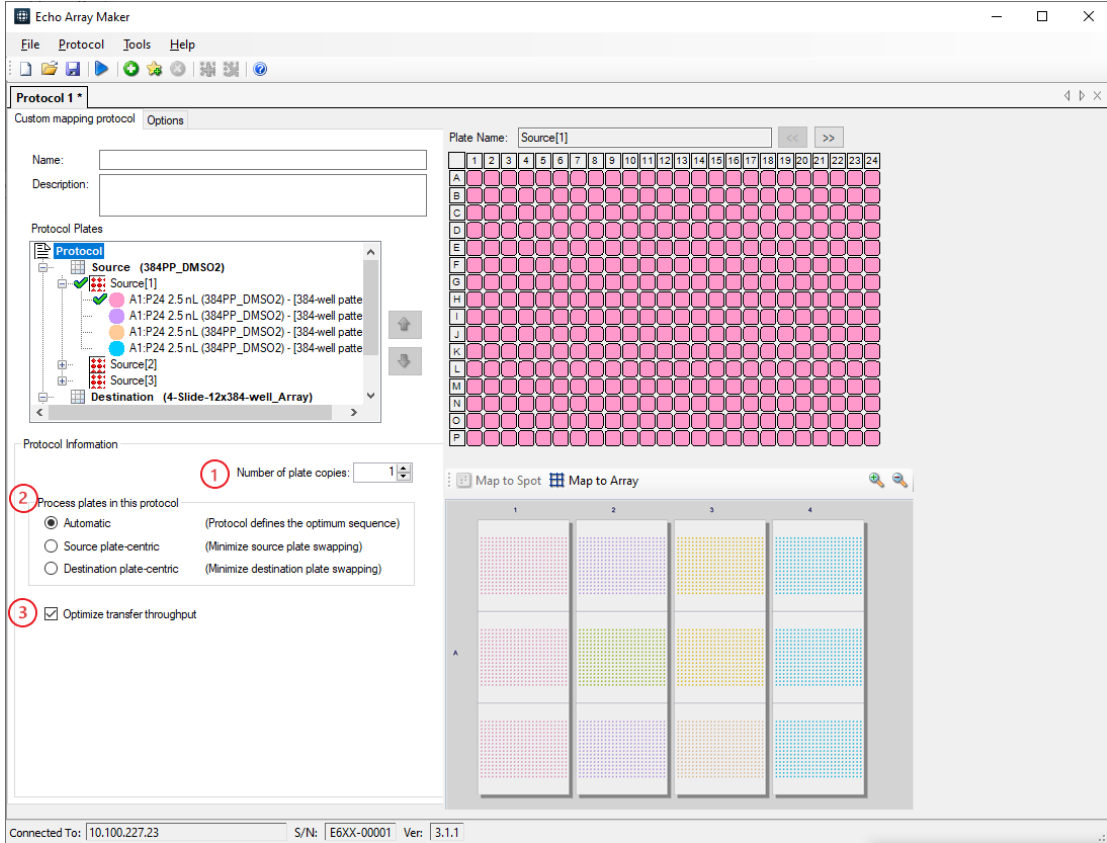 Echo Array Maker
File Protocol Tools Help
Protocol 1 *
Custom mapping protocol Options
Plate Name: Source[1] << >>
Name:
Description:
Protocol Plates
Protocol
Source (384PP_DMSO2)
Source[1]
A1:P24 2.5 nL (384PP_DMSO2) - [384-well patte
A1:P24 2.5 nL (384PP_DMSO2) - [384-well patte
A1:P24 2.5 nL (384PP_DMSO2) - [384-well patte
A1:P24 2.5 nL (384PP_DMSO2) - [384-well patte
Source[2]
Source[3]
Destination (4-Slide-12x384-well_Array)
1 2 3 4 5 6 7 8 9 10 11 12 13 14 15 16 17 18 19 20 21 22 23 24
A
B
C
D
E
F
G
H
I
J
K
L
M
N
O
P
Protocol Information
1 Number of plate copies: 1
2 Process plates in this protocol
Automatic (Protocol defines the optimum sequence)
Source plate-centric (Minimize source plate swapping)
Destination plate-centric (Minimize destination plate swapping)
3 Optimize transfer throughput
Map to Spot Map to Array
1 2 3 4
A
Connected To: 10.100.227.23 S/N: E6XX-00001 Ver: 3.1.1